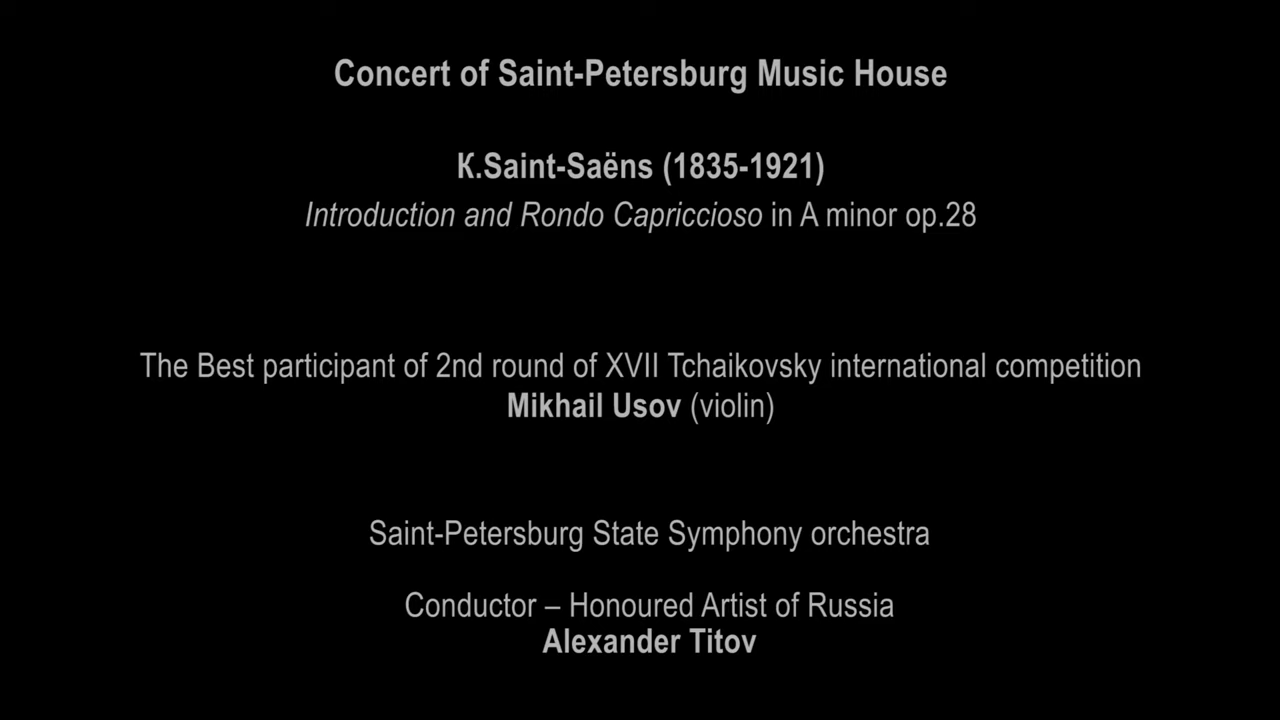 Concert of Saint-Petersburg Music House
К.Saint-Saëns (1835-1921)
Introduction and Rondo Capriccioso in A minor op.28
The Best participant of 2nd round of XVII Tchaikovsky international competition
Mikhail Usov (violin)
Saint-Petersburg State Symphony orchestra
Conductor – Honoured Artist of Russia
Alexander Titov